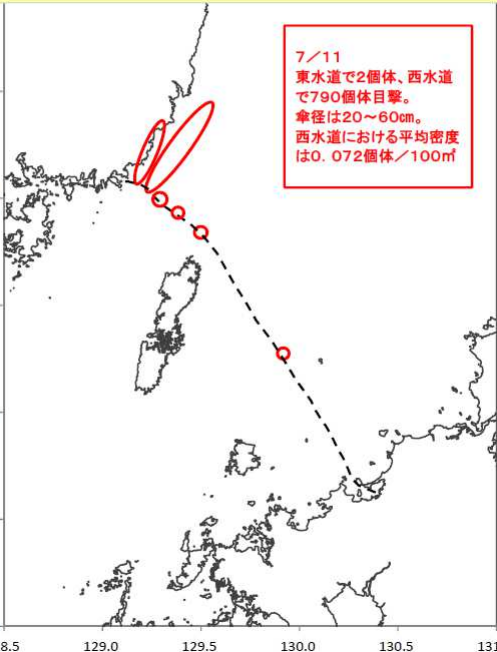 7/11
東水道で2個体、西水道
で790個体目撃。
傘径は20～60㎝。
西水道における平均密度
は0.072個体/100㎡
8.5 129.0 129.5 130.0 130.5 131